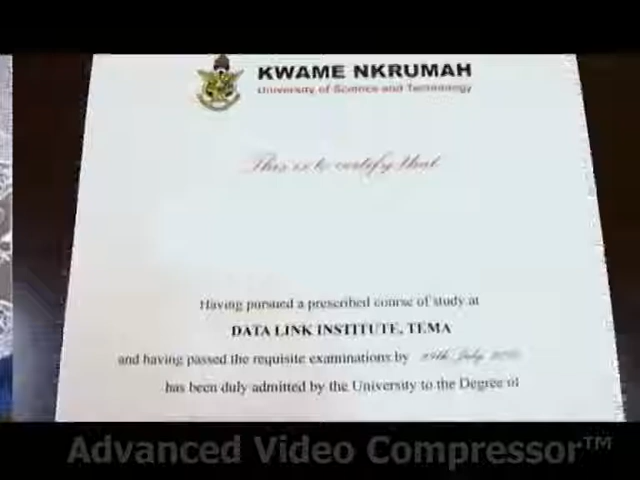 KWAME NKRUMAH
University of Science and Technology
This is to certify that
Having pursued a prescribed course of study at
DATA LINK INSTITUTE, TEMA
and having passed the requisite examinations by July
has been duly admitted by the University to the Degree of
Advanced Video Compressor™